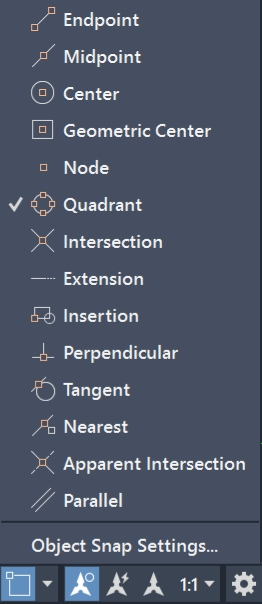 Endpoint
Midpoint
Center
Geometric Center
Node
Quadrant
Intersection
Extension
Insertion
Perpendicular
Tangent
Nearest
Apparent Intersection
Parallel
Object Snap Settings...
1:1